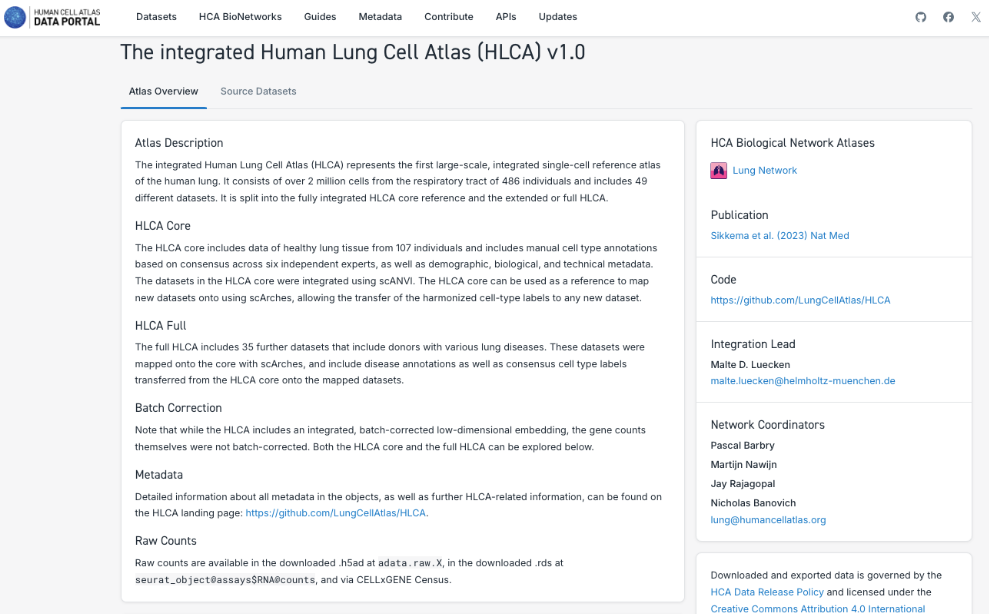 HUMAN CELL ATLAS
DATA PORTAL
Datasets HCA BioNetworks Guides Metadata Contribute APIs Updates
The integrated Human Lung Cell Atlas (HLCA) v1.0
Atlas Overview Source Datasets
Atlas Description
The integrated Human Lung Cell Atlas (HLCA) represents the first large-scale, integrated single-cell reference atlas
of the human lung. It consists of over 2 million cells from the respiratory tract of 486 individuals and includes 49
different datasets. It is split into the fully integrated HLCA core reference and the extended or full HLCA.
HLCA Core
The HLCA core includes data of healthy lung tissue from 107 individuals and includes manual cell type annotations
based on consensus across six independent experts, as well as demographic, biological, and technical metadata.
The datasets in the HLCA core were integrated using scANVI. The HLCA core can be used as a reference to map
new datasets onto using scArches, allowing the transfer of the harmonized cell-type labels to any new dataset.
HLCA Full
The full HLCA includes 35 further datasets that include donors with various lung diseases. These datasets were
mapped onto the core with scArches, and include disease annotations as well as consensus cell type labels
transferred from the HLCA core onto the mapped datasets.
Batch Correction
Note that while the HLCA includes an integrated, batch-corrected low-dimensional embedding, the gene counts
themselves were not batch-corrected. Both the HLCA core and the full HLCA can be explored below.
Metadata
Detailed information about all metadata in the objects, as well as further HLCA-related information, can be found on
the HLCA landing page: https://github.com/LungCellAtlas/HLCA.
Raw Counts
Raw counts are available in the downloaded .h5ad at adata.raw.X, in the downloaded .rds at
seurat_object@assays$RNA@counts, and via CELLxGENE Census.
HCA Biological Network Atlases
Lung Network
Publication
Sikkema et al. (2023) Nat Med
Code
https://github.com/LungCellAtlas/HLCA
Integration Lead
Malte D. Luecken
malte.luecken@helmholtz-muenchen.de
Network Coordinators
Pascal Barbry
Martijn Nawijn
Jay Rajagopal
Nicholas Banovich
lung@humancellatlas.org
Downloaded and exported data is governed by the
HCA Data Release Policy and licensed under the
Creative Commons Attribution 4.0 International